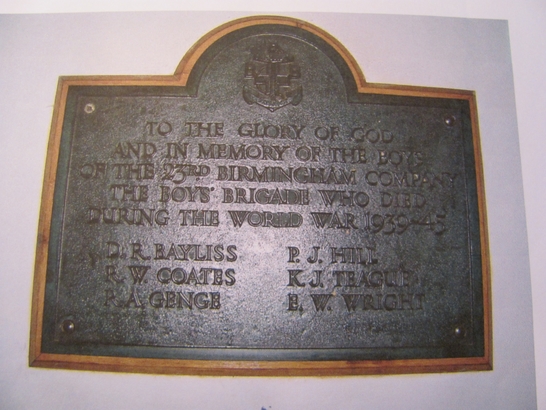 TO THE GLORY OF GOD
AND IN MEMORY OF THE BOYS
OF THE 23RD BIRMINGHAM COMPANY
THE BOYS' BRIGADE WHO DIED
DURING THE WORLD WAR 1939-45
D. R. BAYLISS P. J. HILL
R. W. COATES K. J. TEAGUE
R. A. GENGE E. W. WRIGHT